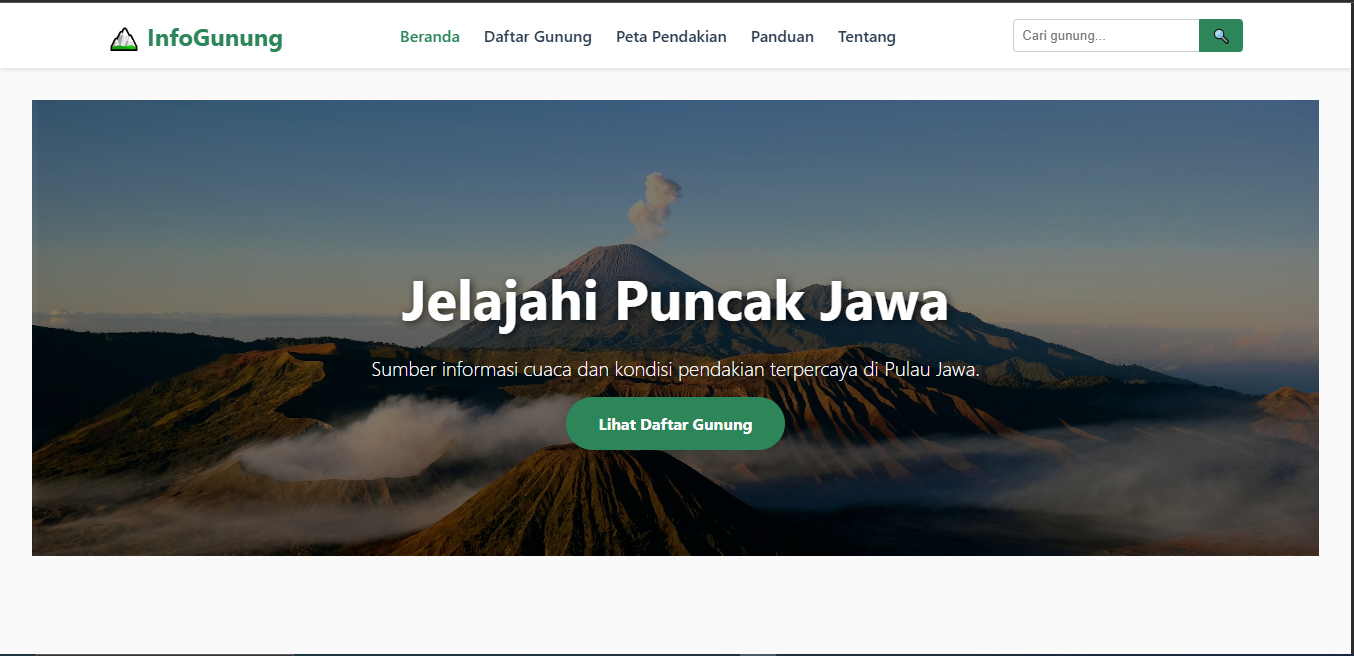 InfoGunung
Beranda Daftar Gunung Peta Pendakian Panduan Tentang
Cari gunung...
Jelajahi Puncak Jawa
Sumber informasi cuaca dan kondisi pendakian terpercaya di Pulau Jawa.
Lihat Daftar Gunung